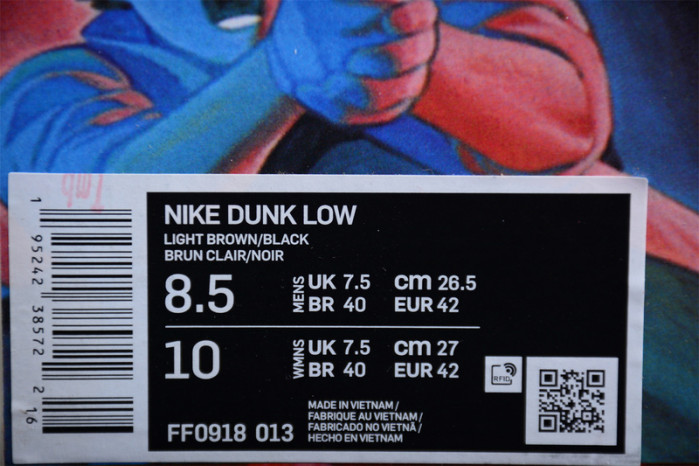 NIKE DUNK LOW
LIGHT BROWN/BLACK
BRUN CLAIR/NOIR
8.5 MENS UK 7.5 cm 26.5
BR 40 EUR 42
10 WMNS UK 7.5 cm 27
BR 40 EUR 42
RFID
FF0918 013
MADE IN VIETNAM /
FABRIQUE AU VIETNAM /
FABRICADO NO VIETNÃ /
HECHO EN VIETNAM
1 95242 38572 2 16